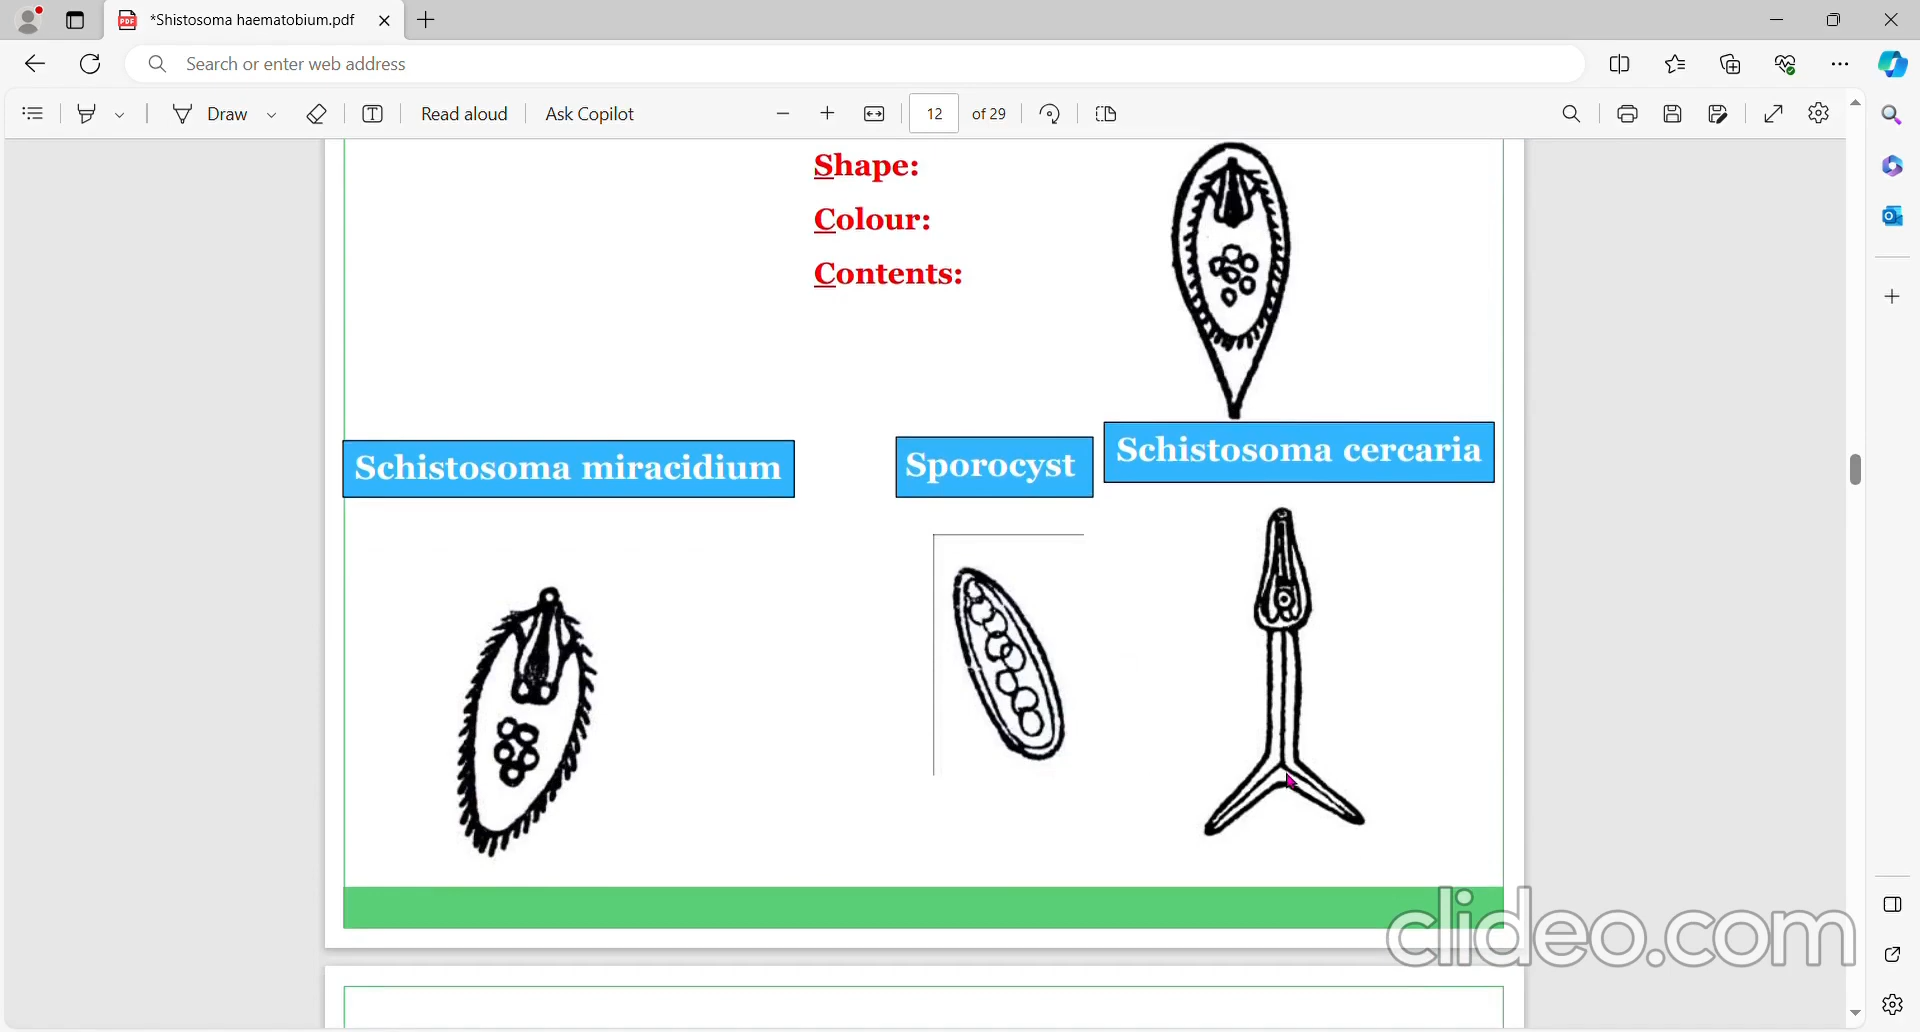 *Shistosoma haematobium.pdf
Search or enter web address
Draw
Read aloud
Ask Copilot
12 of 29
PDF
Shape:
Colour:
Contents:
Schistosoma miracidium
Sporocyst
Schistosoma cercaria
clideo.com